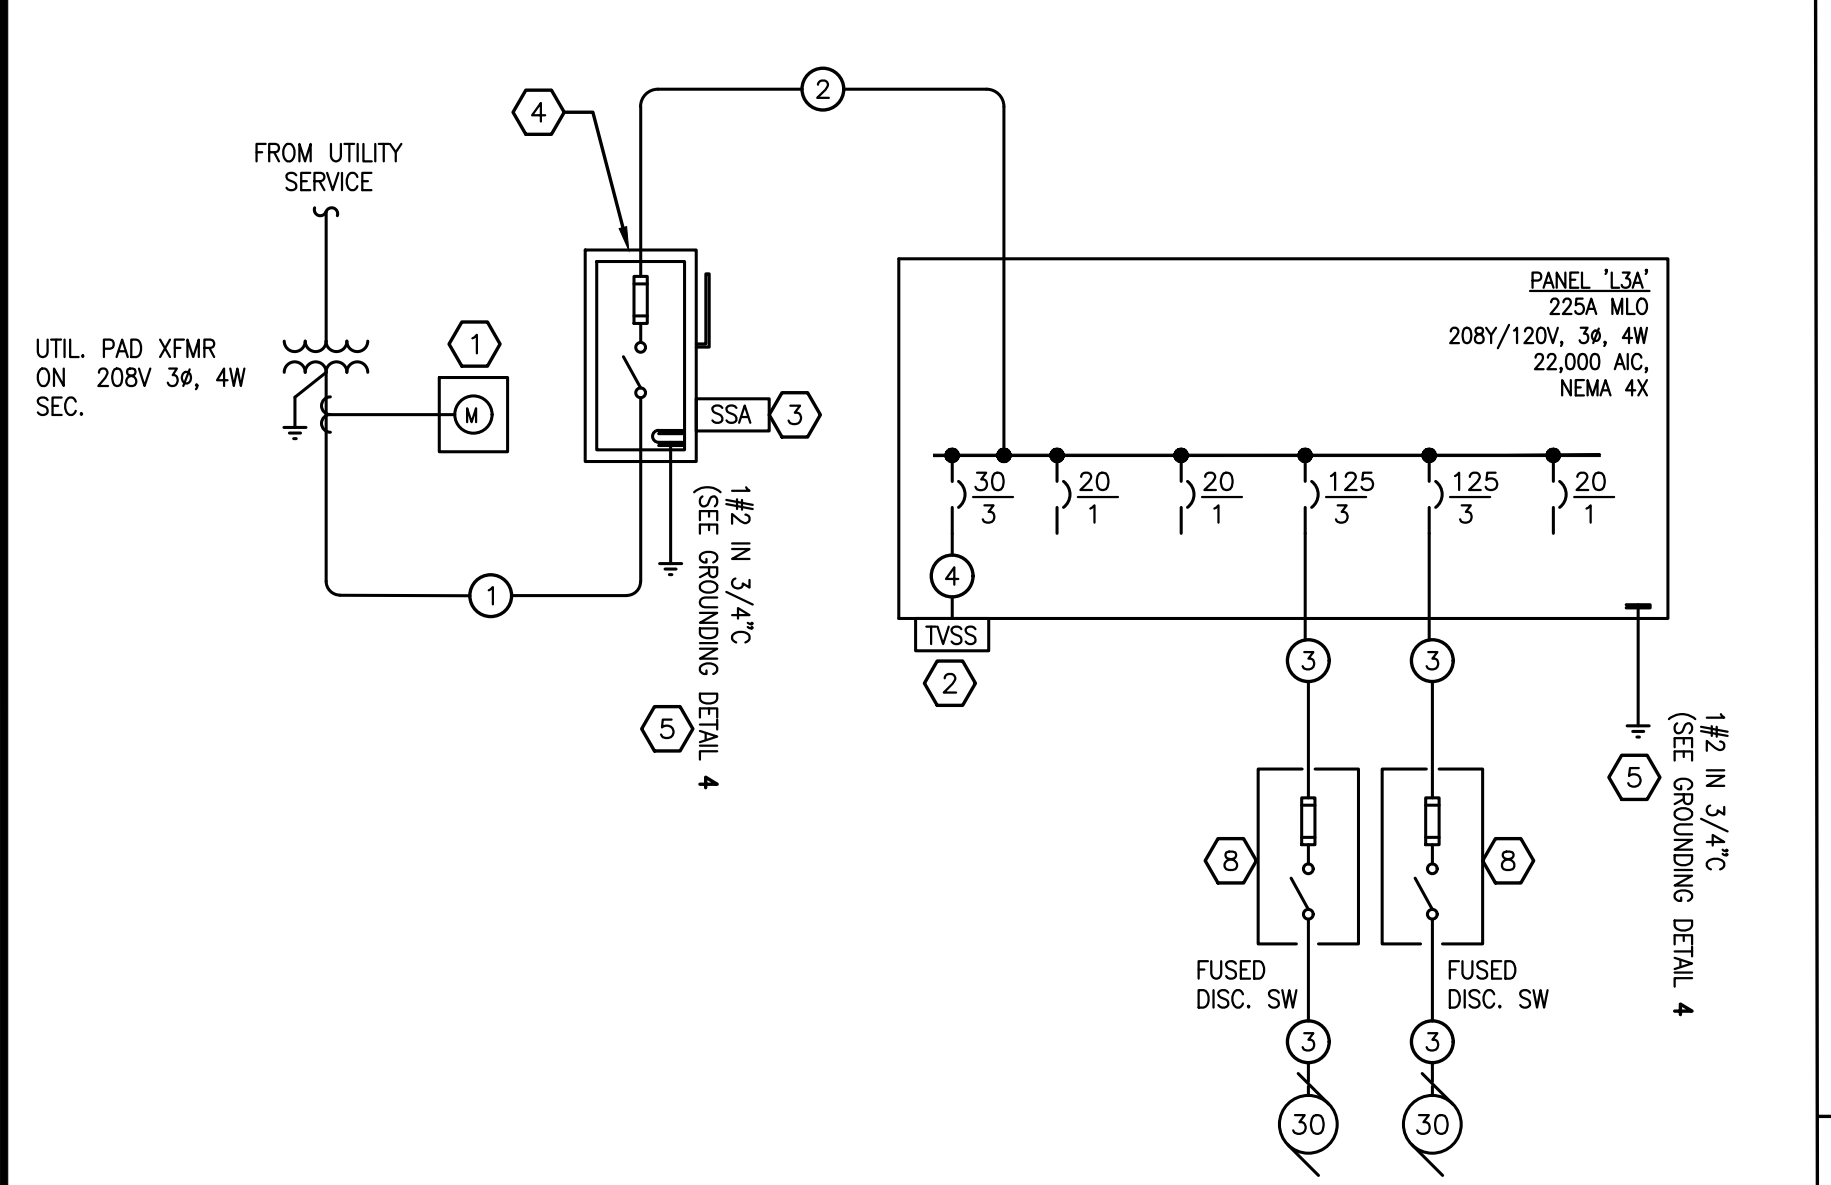 2
4
FROM UTILITY
SERVICE
PANEL 'L3A'
225A MLO
208Y/120V, 3ø, 4W
22,000 AIC,
NEMA 4X
UTIL. PAD XFMR
ON 208V 3ø, 4W
SEC.
1
M
SSA
3
30
3
20
1
20
1
125
3
125
3
20
1
1#2 IN 3/4"C
(SEE GROUNDING DETAIL 4
5
1
4
TVSS
2
3
3
1#2 IN 3/4"C
(SEE GROUNDING DETAIL 4
5
8
8
FUSED
DISC. SW
FUSED
DISC. SW
3
3
30
30